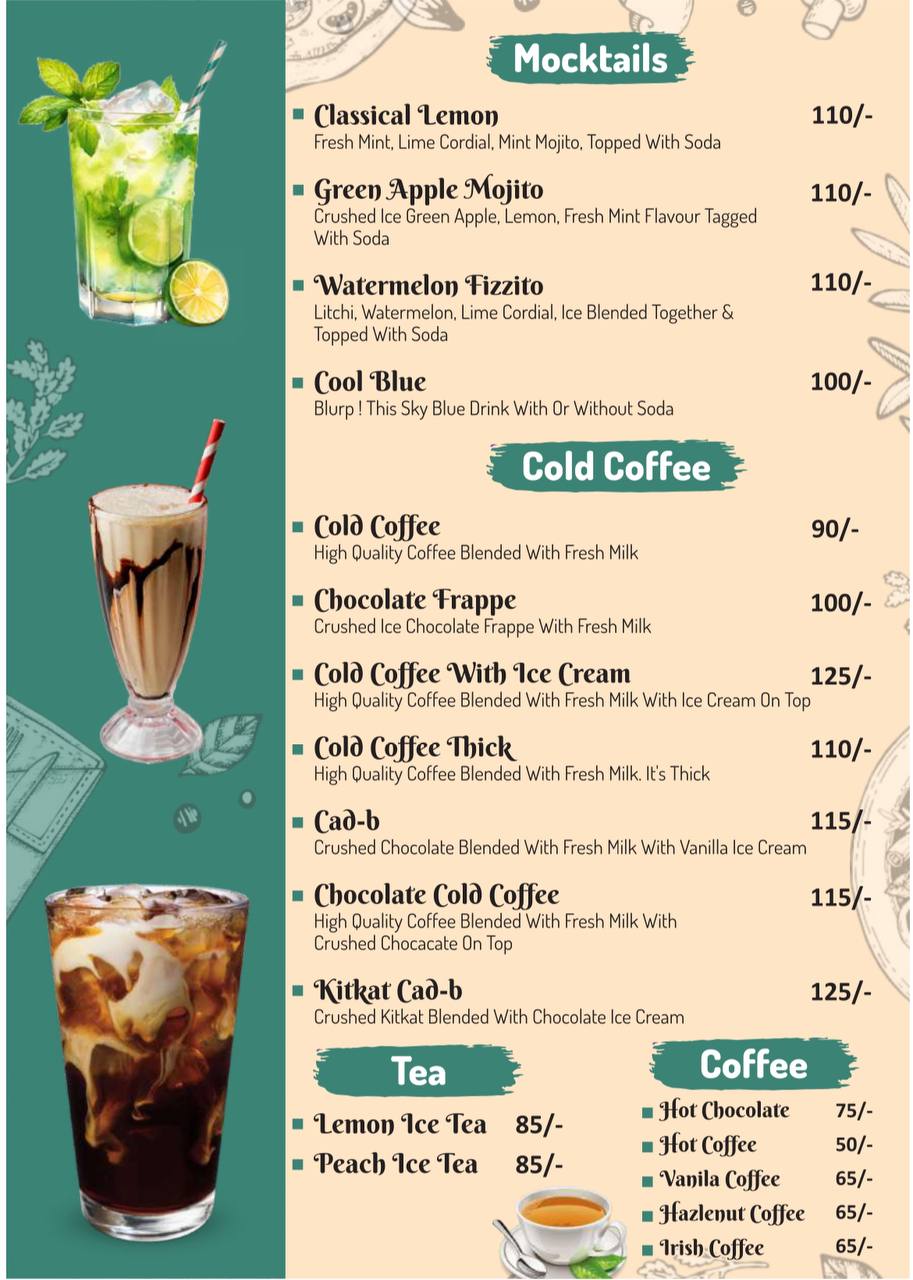 Mocktails
Classical Lemon 110/-
Fresh Mint, Lime Cordial, Mint Mojito, Topped With Soda
Green Apple Mojito 110/-
Crushed Ice Green Apple, Lemon, Fresh Mint Flavour Tagged
With Soda
Watermelon Fizzito 110/-
Litchi, Watermelon, Lime Cordial, Ice Blended Together &
Topped With Soda
Cool Blue 100/-
Blurp ! This Sky Blue Drink With Or Without Soda
Cold Coffee
Cold Coffee 90/-
High Quality Coffee Blended With Fresh Milk
Chocolate Frappe 100/-
Crushed Ice Chocolate Frappe With Fresh Milk
Cold Coffee With Ice Cream 125/-
High Quality Coffee Blended With Fresh Milk With Ice Cream On Top
Cold Coffee Thick 110/-
High Quality Coffee Blended With Fresh Milk. It's Thick
Cad-b 115/-
Crushed Chocolate Blended With Fresh Milk With Vanilla Ice Cream
Chocolate Cold Coffee 115/-
High Quality Coffee Blended With Fresh Milk With
Crushed Chocacate On Top
Kitkat Cad-b 125/-
Crushed Kitkat Blended With Chocolate Ice Cream
Tea
Lemon Ice Tea 85/-
Peach Ice Tea 85/-
Coffee
Hot Chocolate 75/-
Hot Coffee 50/-
Vanila Coffee 65/-
Hazlenut Coffee 65/-
Irish Coffee 65/-